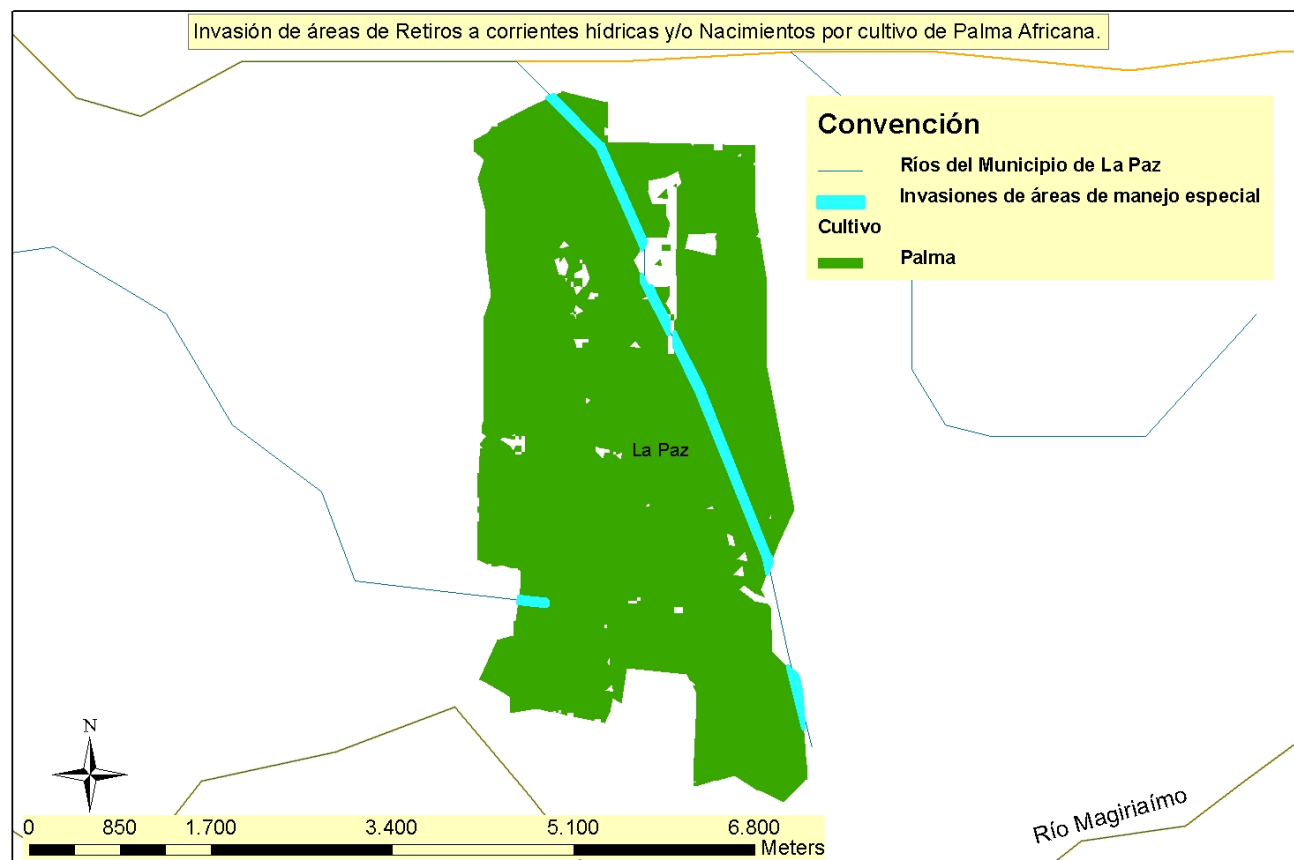 Invasión de áreas de Retiros a corrientes hídricas y/o Nacimientos por cultivo de Palma Africana.
Convención
Ríos del Municipio de La Paz
Invasiones de áreas de manejo especial
Cultivo
Palma
La Paz
N
0 850 1.700 3.400 5.100 6.800
Meters
Río Magiriaímo